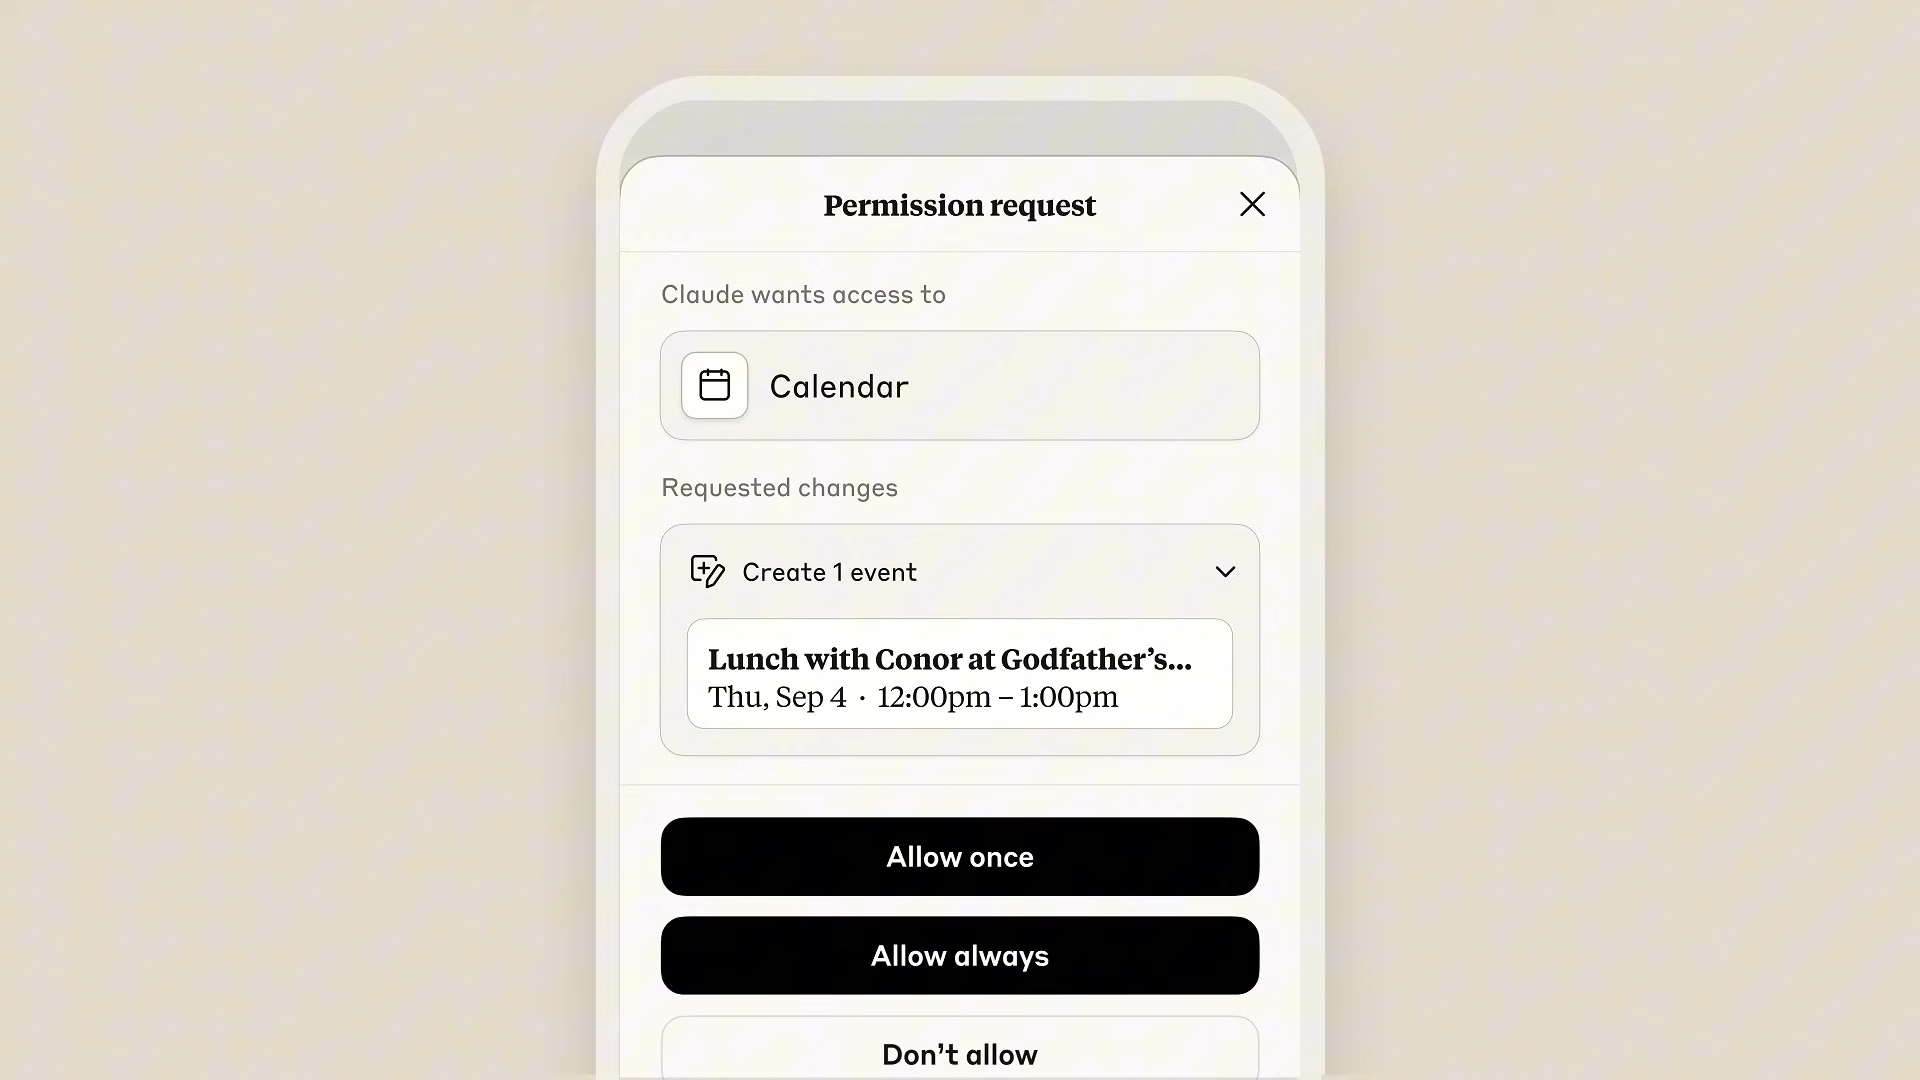 Permission request
Claude wants access to
Calendar
Requested changes
Create 1 event
Lunch with Conor at Godfather’s...
Thu, Sep 4 · 12:00pm – 1:00pm
Allow once
Allow always
Don’t allow